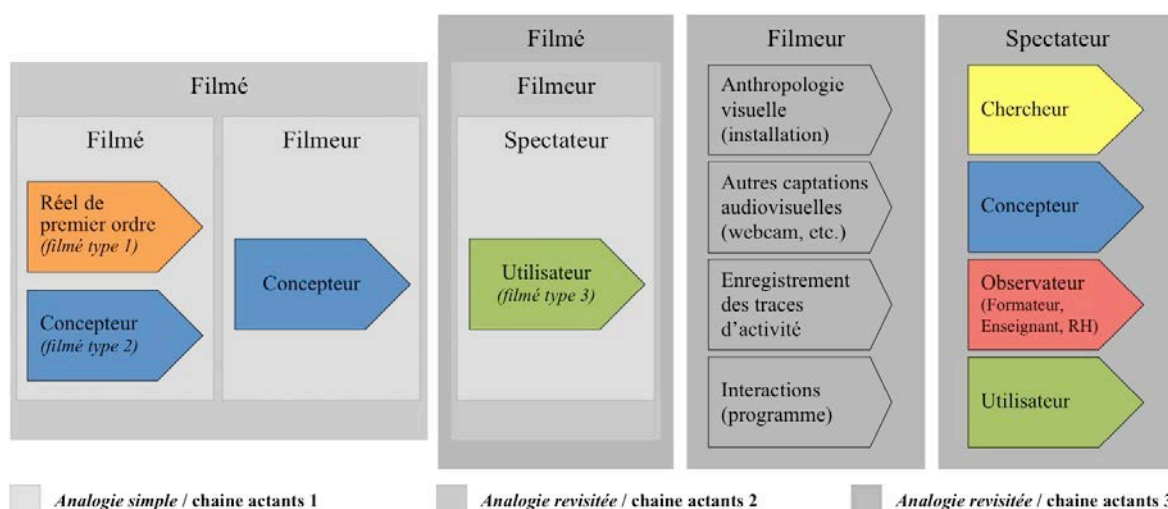 Filmé
Filmé
Réel de
premier ordre
(filmé type 1)
Concepteur
(filmé type 2)
Filmeur
Concepteur
Filmé
Filmeur
Spectateur
Utilisateur
(filmé type 3)
Filmeur
Anthropologie
visuelle
(installation)
Autres captations
audiovisuelles
(webcam, etc.)
Enregistrement
des traces
d’activité
Interactions
(programme)
Spectateur
Chercheur
Concepteur
Observateur
(Formateur,
Enseignant, RH)
Utilisateur
Analogie simple / chaine actants 1
Analogie revisitée / chaine actants 2
Analogie revisitée / chaine actants 3